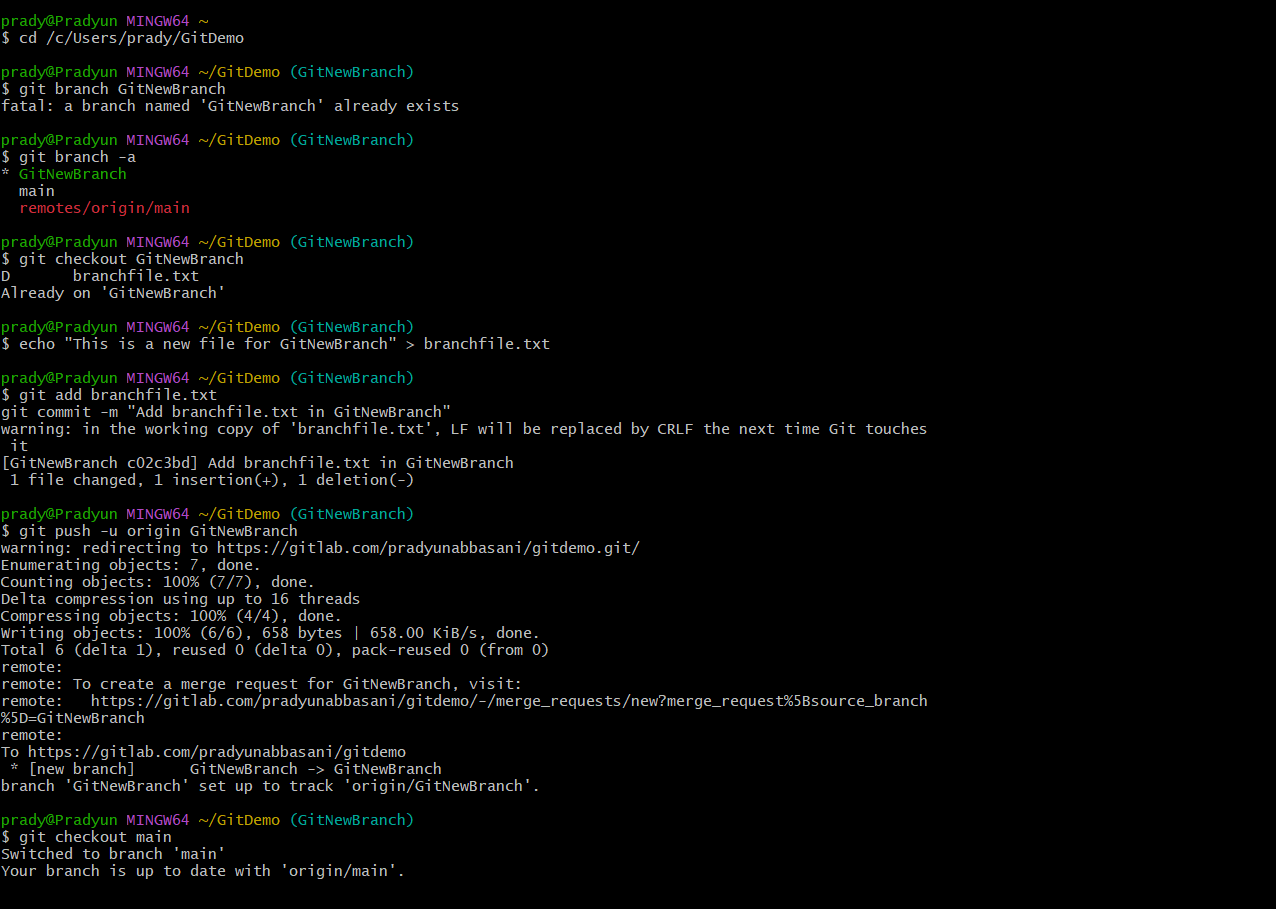 prady@Pradyun MINGW64 ~
$ cd /c/Users/prady/GitDemo
prady@Pradyun MINGW64 ~/GitDemo (GitNewBranch)
$ git branch GitNewBranch
fatal: a branch named 'GitNewBranch' already exists
prady@Pradyun MINGW64 ~/GitDemo (GitNewBranch)
$ git branch -a
* GitNewBranch
  main
  remotes/origin/main
prady@Pradyun MINGW64 ~/GitDemo (GitNewBranch)
$ git checkout GitNewBranch
D       branchfile.txt
Already on 'GitNewBranch'
prady@Pradyun MINGW64 ~/GitDemo (GitNewBranch)
$ echo "This is a new file for GitNewBranch" > branchfile.txt
prady@Pradyun MINGW64 ~/GitDemo (GitNewBranch)
$ git add branchfile.txt
git commit -m "Add branchfile.txt in GitNewBranch"
warning: in the working copy of 'branchfile.txt', LF will be replaced by CRLF the next time Git touches
 it
[GitNewBranch c02c3bd] Add branchfile.txt in GitNewBranch
 1 file changed, 1 insertion(+), 1 deletion(-)
prady@Pradyun MINGW64 ~/GitDemo (GitNewBranch)
$ git push -u origin GitNewBranch
warning: redirecting to https://gitlab.com/pradyunabbasani/gitdemo.git/
Enumerating objects: 7, done.
Counting objects: 100% (7/7), done.
Delta compression using up to 16 threads
Compressing objects: 100% (4/4), done.
Writing objects: 100% (6/6), 658 bytes | 658.00 KiB/s, done.
Total 6 (delta 1), reused 0 (delta 0), pack-reused 0 (from 0)
remote:
remote: To create a merge request for GitNewBranch, visit:
remote:   https://gitlab.com/pradyunabbasani/gitdemo/-/merge_requests/new?merge_request%5Bsource_branch
%5D=GitNewBranch
remote:
To https://gitlab.com/pradyunabbasani/gitdemo
 * [new branch]      GitNewBranch -> GitNewBranch
branch 'GitNewBranch' set up to track 'origin/GitNewBranch'.
prady@Pradyun MINGW64 ~/GitDemo (GitNewBranch)
$ git checkout main
Switched to branch 'main'
Your branch is up to date with 'origin/main'.